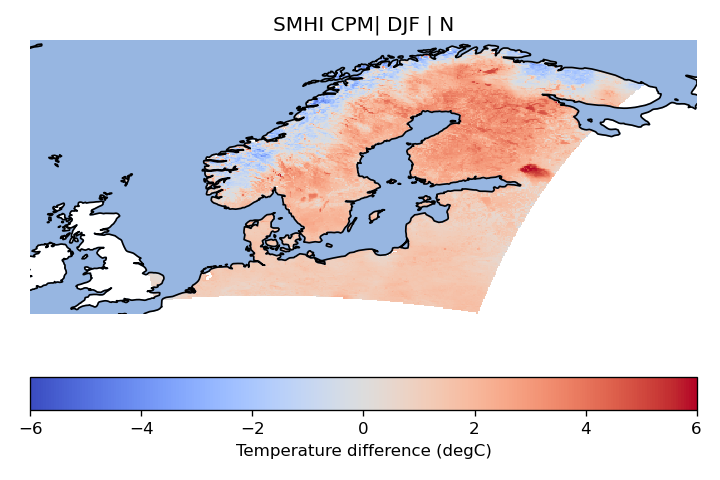 SMHI CPM| DJF | N
−6 −4 −2 0 2 4 6
Temperature difference (degC)